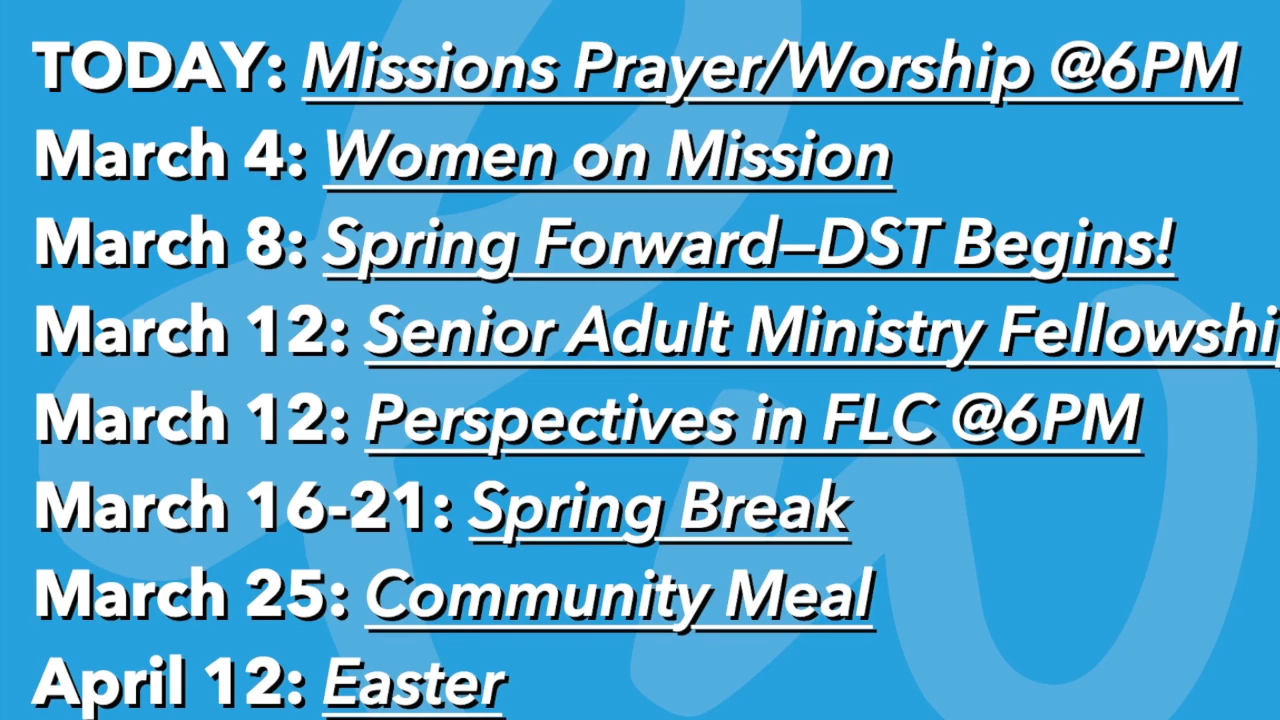 TODAY: Missions Prayer/Worship @6PM
March 4: Women on Mission
March 8: Spring Forward—DST Begins!
March 12: Senior Adult Ministry
March 12: Perspectives in FLC @6PM
March 16-21: Spring Break
March 25: Community Meal
April 12: Easter